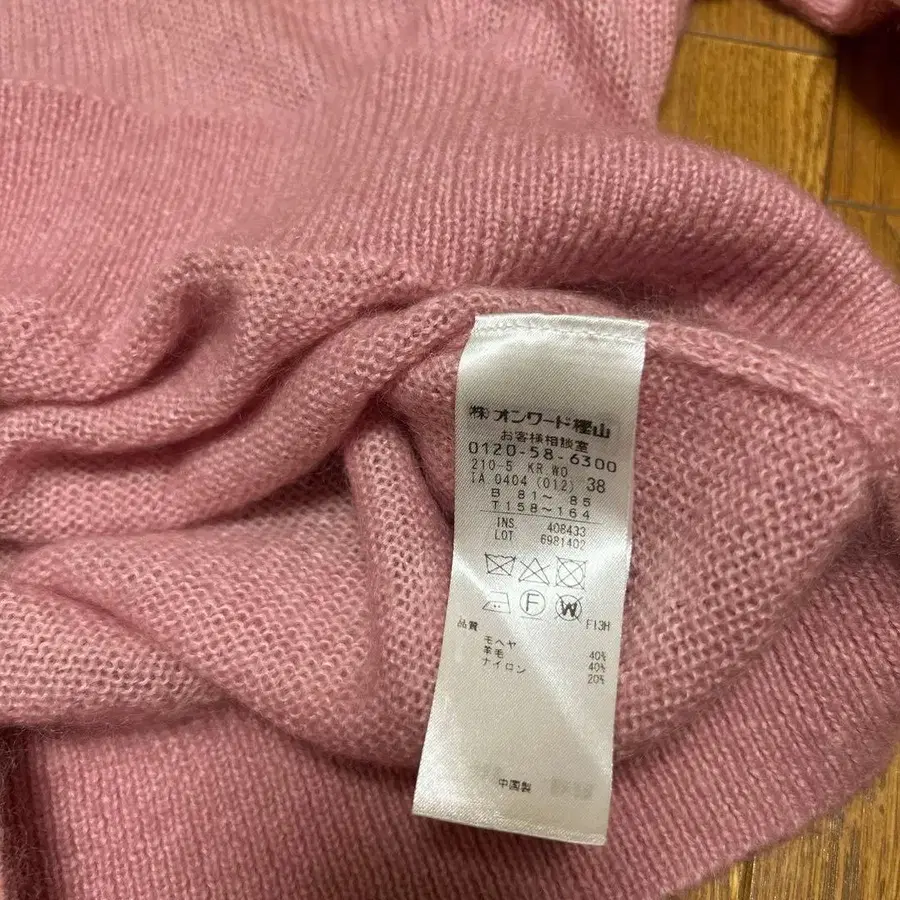 ㈱オンワード樫山
お客様相談室
0120-58-6300
210-5 KR WO
IA 0404 (012) 38
B 81〜 85
T158〜164
INS 408433
LOT 6981402
F
W
品質 F13H
モヘヤ 40%
羊毛 40%
ナイロン 20%
中国製